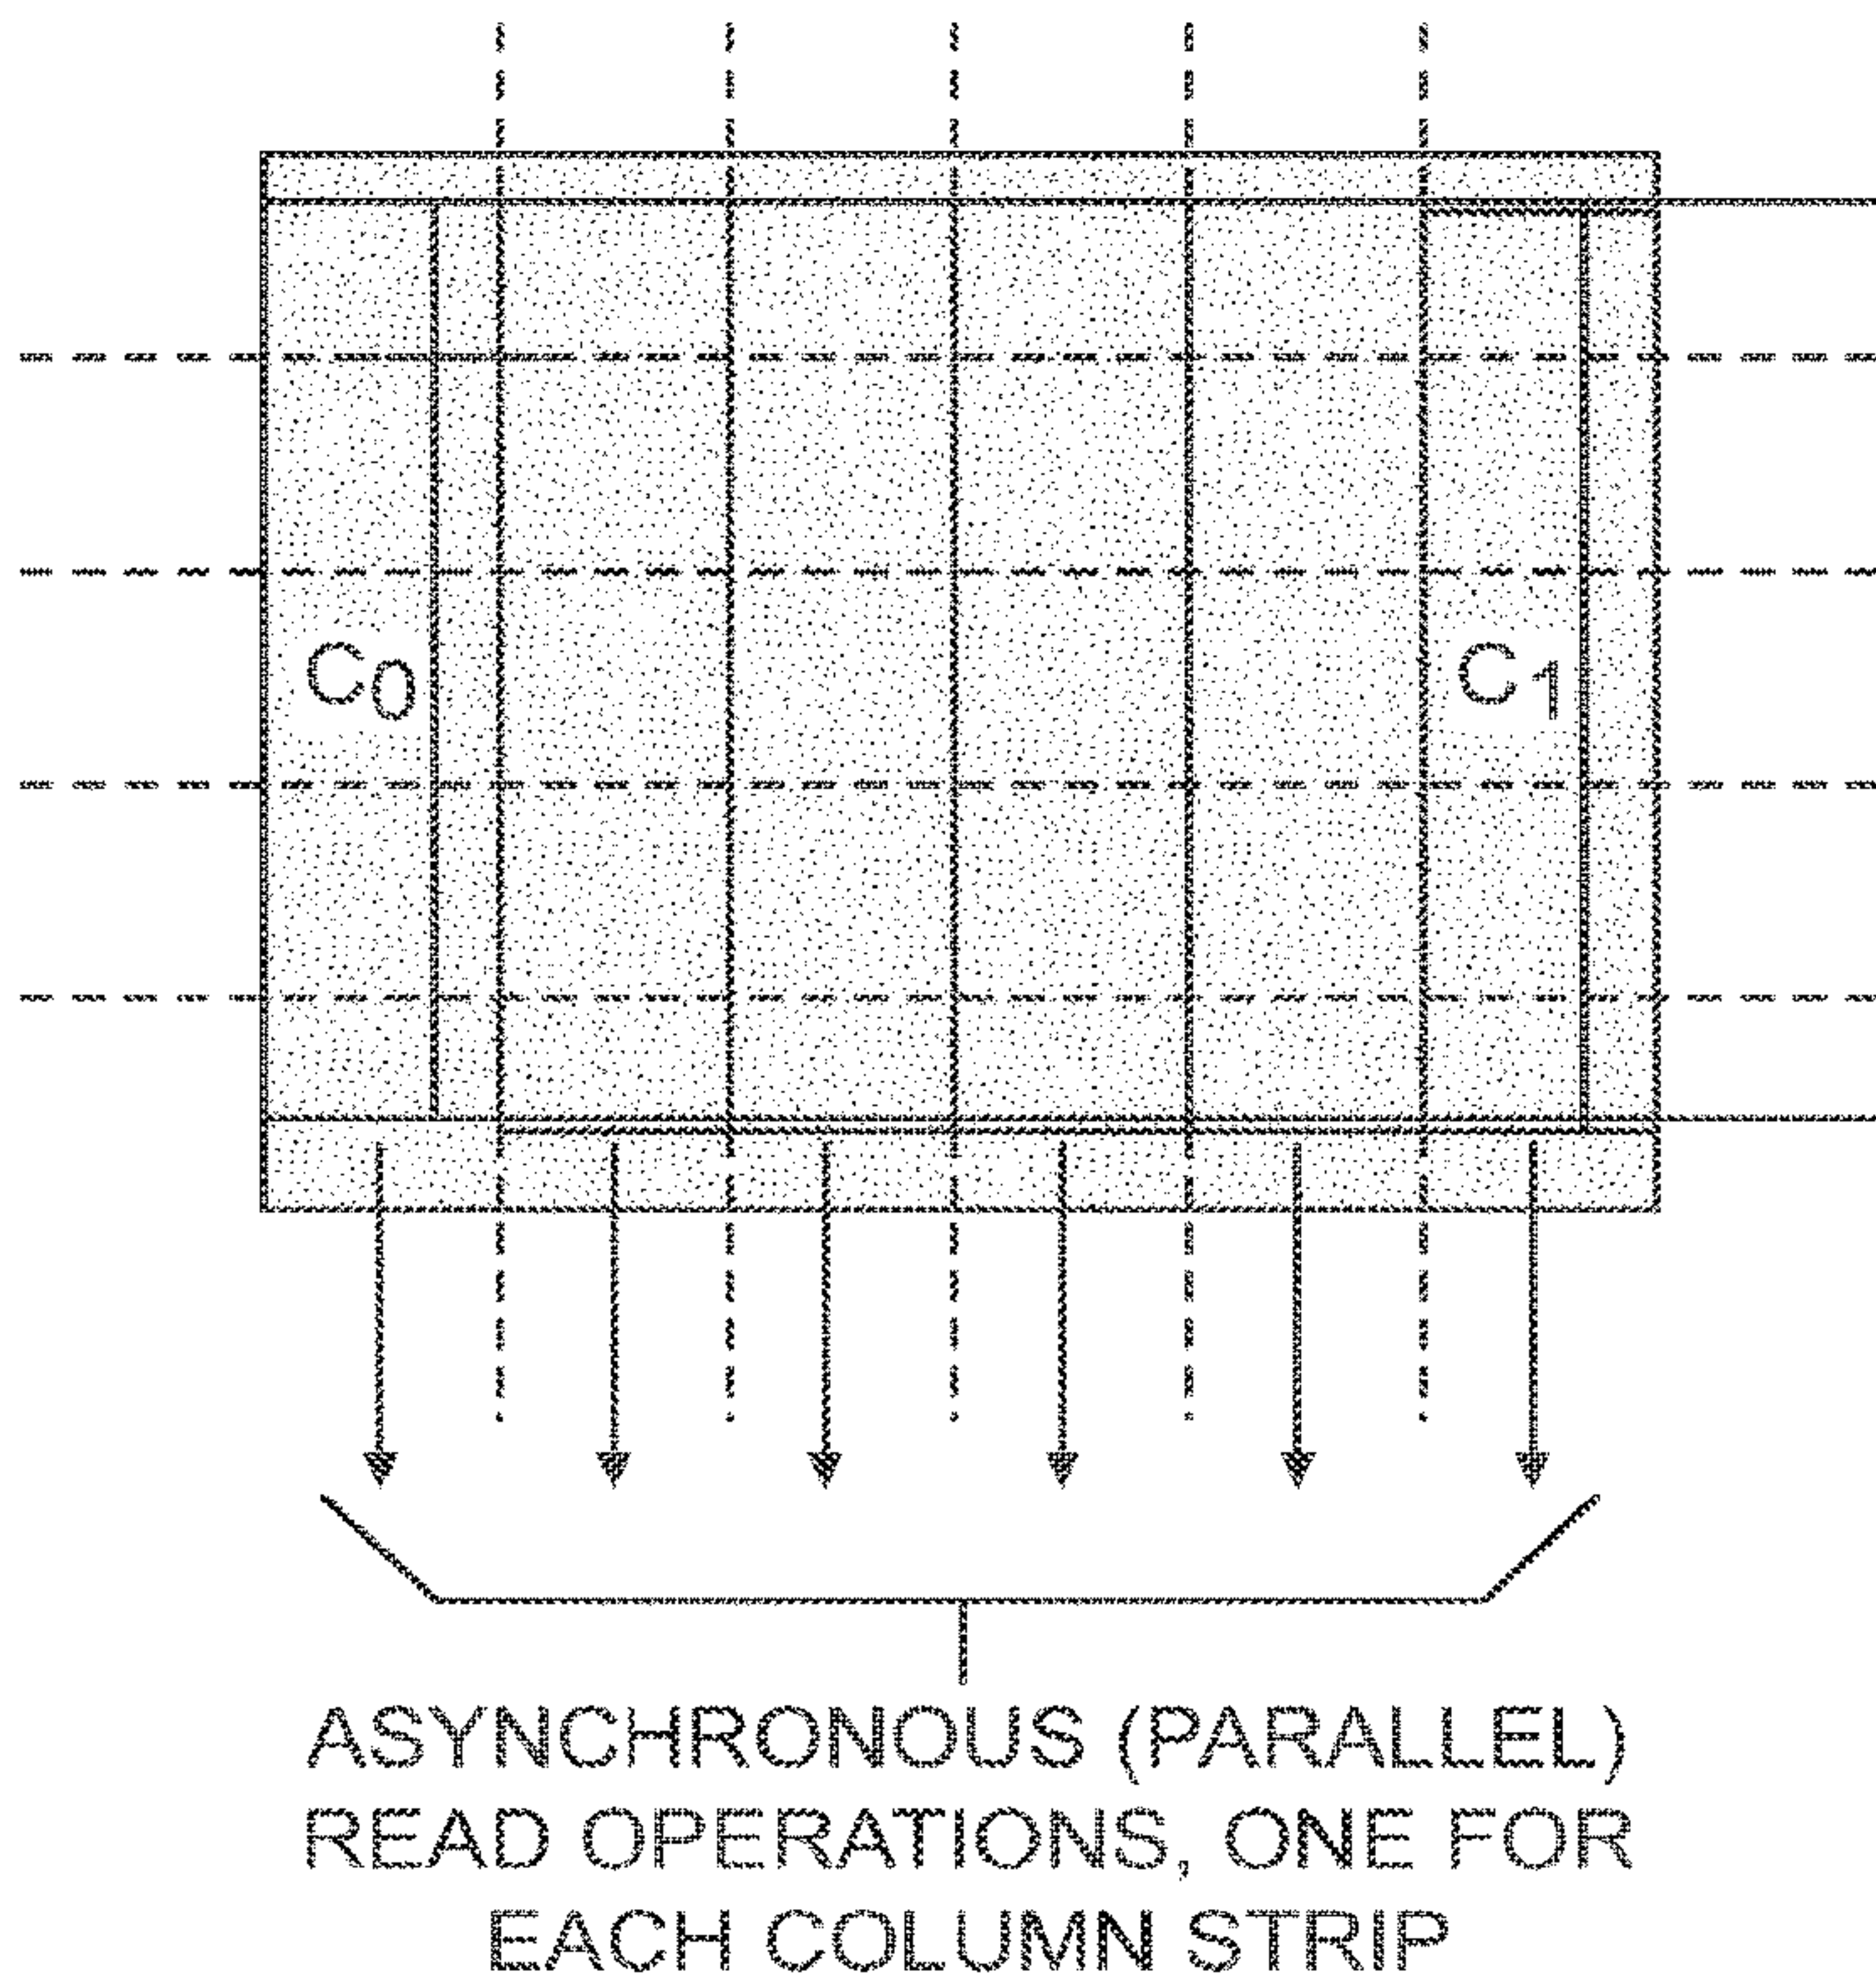 C0 C1
ASYNCHRONOUS (PARALLEL)
READ OPERATIONS, ONE FOR
EACH COLUMN STRIP